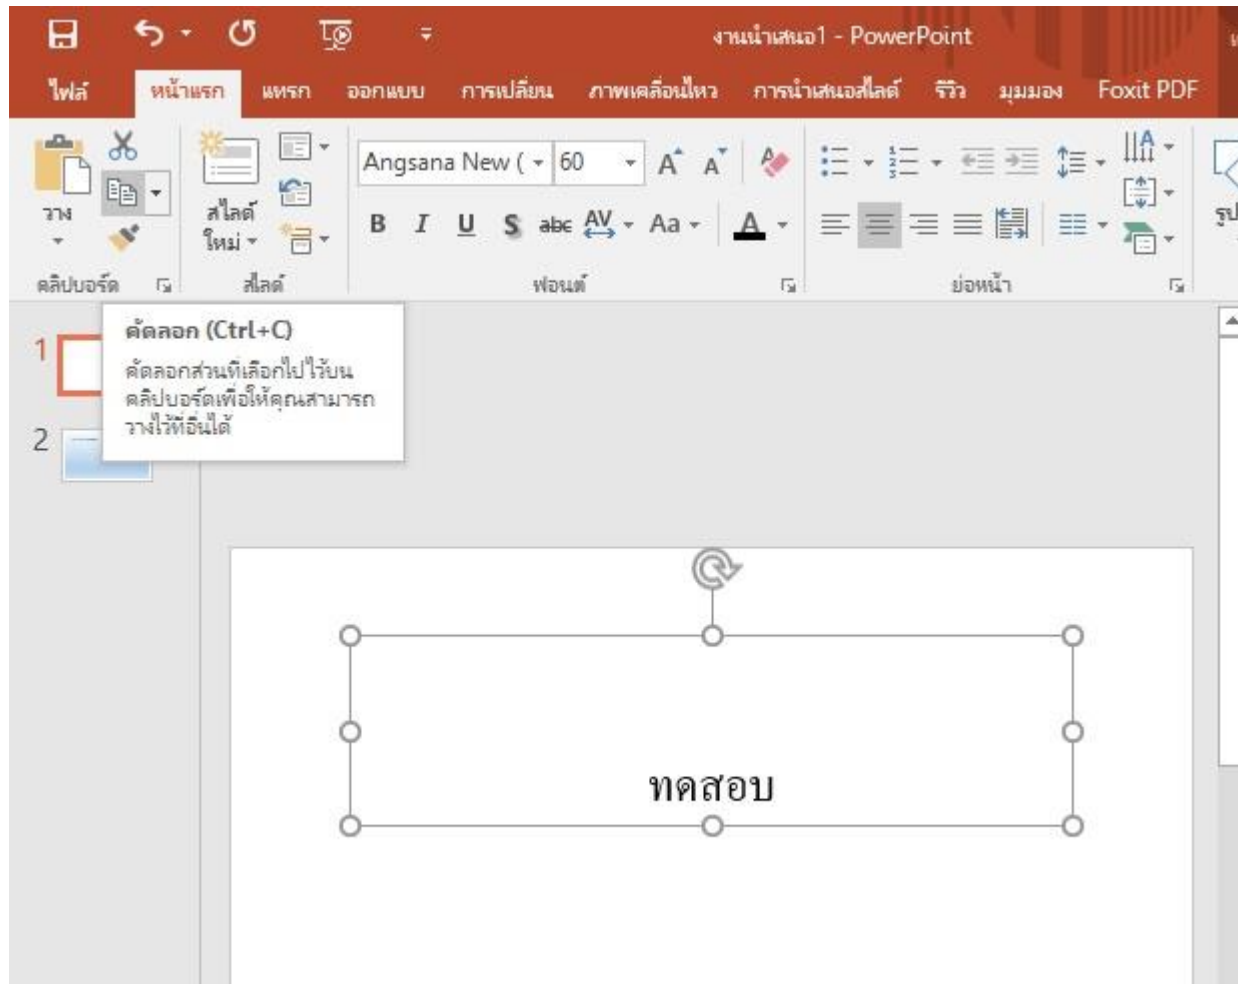 งานนำเสนอ1 - PowerPoint
ไฟล์ หน้าแรก แทรก ออกแบบ การเปลี่ยน ภาพเคลื่อนไหว การนำเสนอสไลด์ รีวิว มุมมอง Foxit PDF
วาง
สไลด์
ใหม่
Angsana New ( 60
B I U S abc AV Aa A
คลิปบอร์ด สไลด์ ฟอนต์ ย่อหน้า
คัดลอก (Ctrl+C)
คัดลอกส่วนที่เลือกไปไว้บน
คลิปบอร์ดเพื่อให้คุณสามารถ
วางไว้ที่อื่นได้
1
2
ทดสอบ